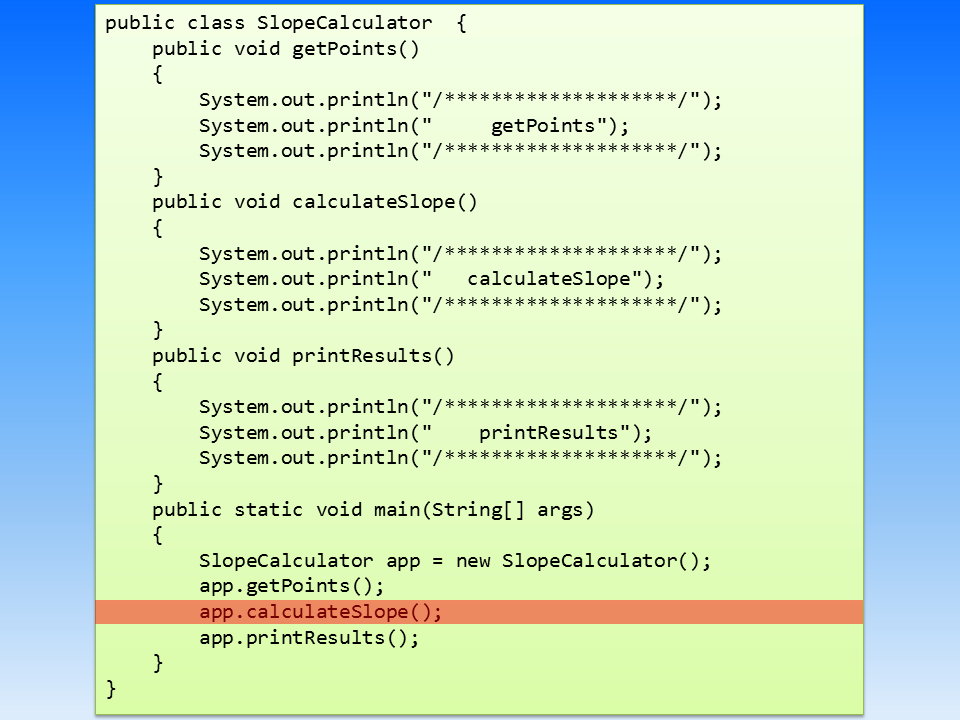 public class SlopeCalculator  {
    public void getPoints()
    {
        System.out.println("/********************/");
        System.out.println("     getPoints");
        System.out.println("/********************/");
    }
    public void calculateSlope()
    {
        System.out.println("/********************/");
        System.out.println("   calculateSlope");
        System.out.println("/********************/");
    }
    public void printResults()
    {
        System.out.println("/********************/");
        System.out.println("    printResults");
        System.out.println("/********************/");
    }
    public static void main(String[] args)
    {
        SlopeCalculator app = new SlopeCalculator();
        app.getPoints();
        app.calculateSlope();
        app.printResults();
    }
}